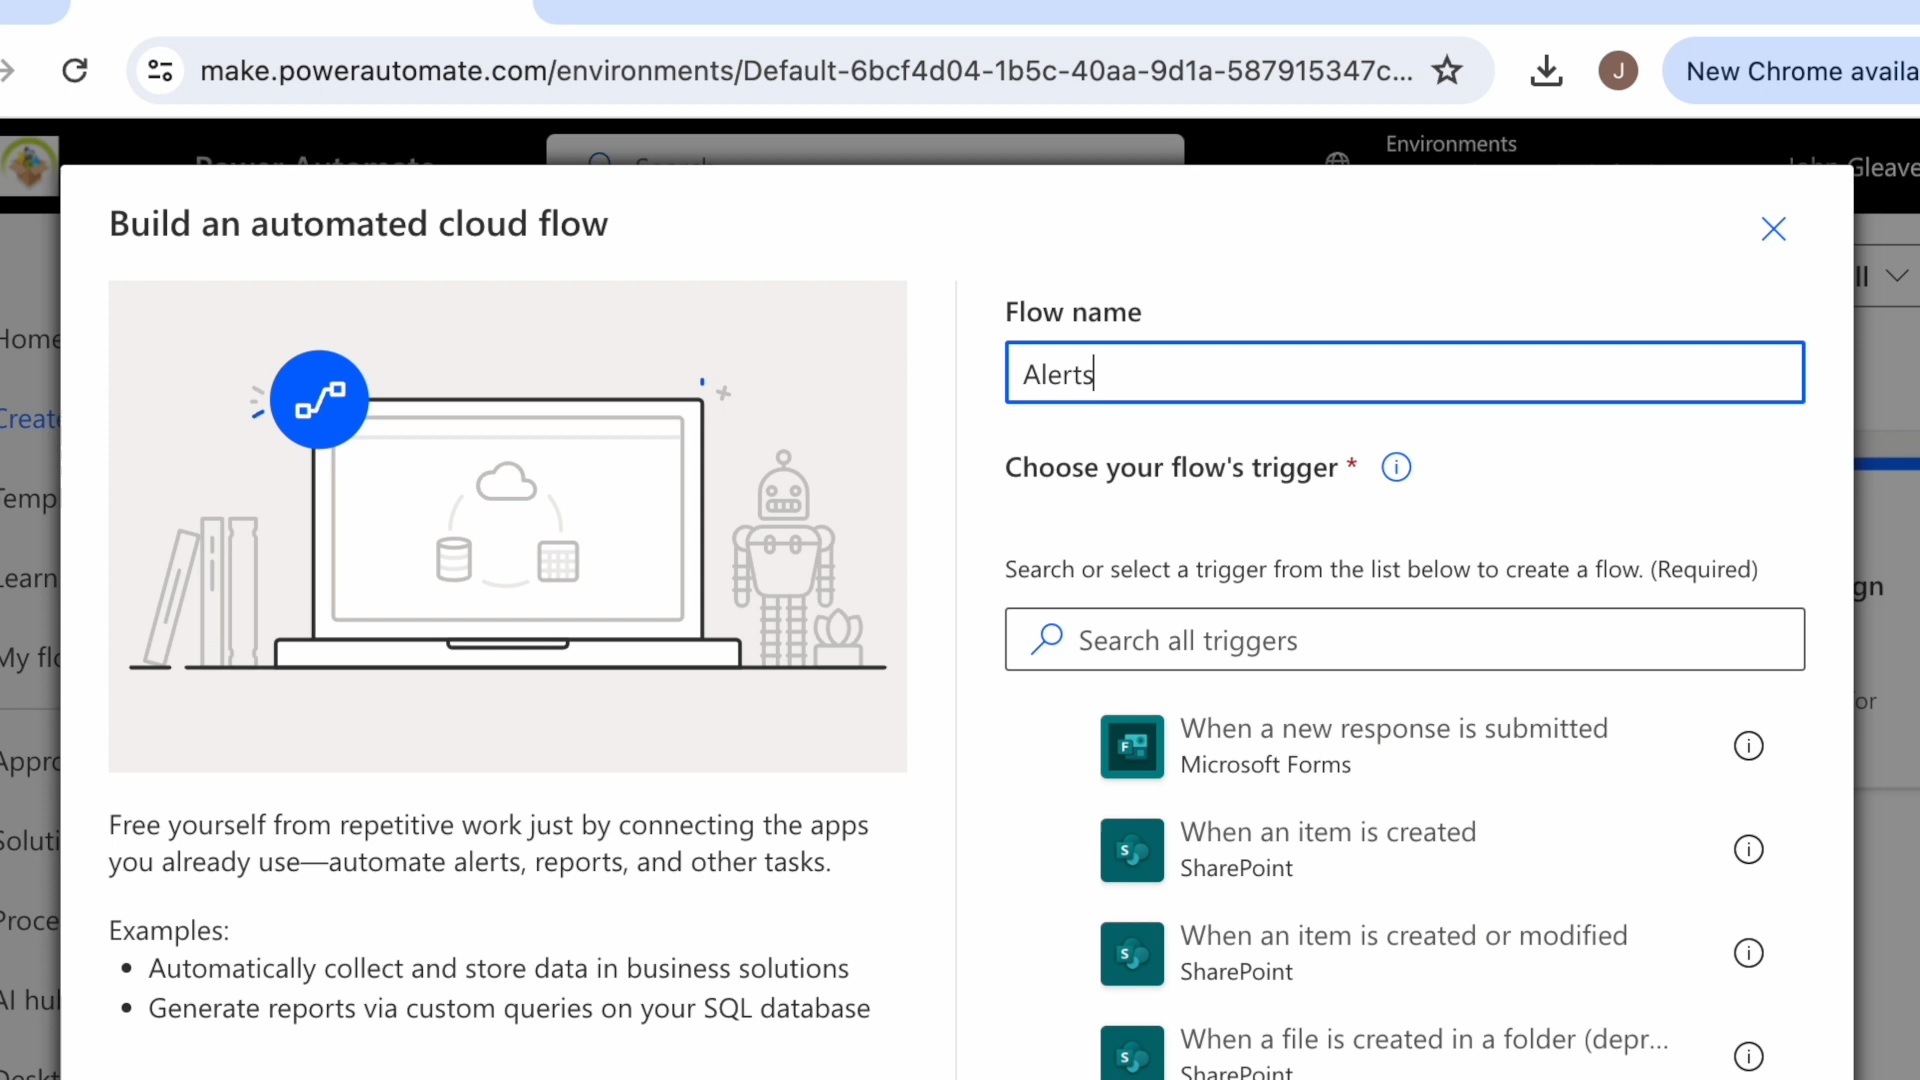 make.powerautomate.com/environments/Default-6bcf4d04-1b5c-40aa-9d1a-587915347c...
J
New Chrome availa
Environments
Gleave
Build an automated cloud flow
Flow name
Alerts
Choose your flow's trigger *
Search or select a trigger from the list below to create a flow. (Required)
Search all triggers
When a new response is submitted
Microsoft Forms
When an item is created
SharePoint
When an item is created or modified
SharePoint
When a file is created in a folder (depr...
SharePoint
Free yourself from repetitive work just by connecting the apps
you already use—automate alerts, reports, and other tasks.
Examples:
• Automatically collect and store data in business solutions
• Generate reports via custom queries on your SQL database
Home
Create
Templ
Learn
My flo
Appro
Soluti
Proce
AI hu
gn
or